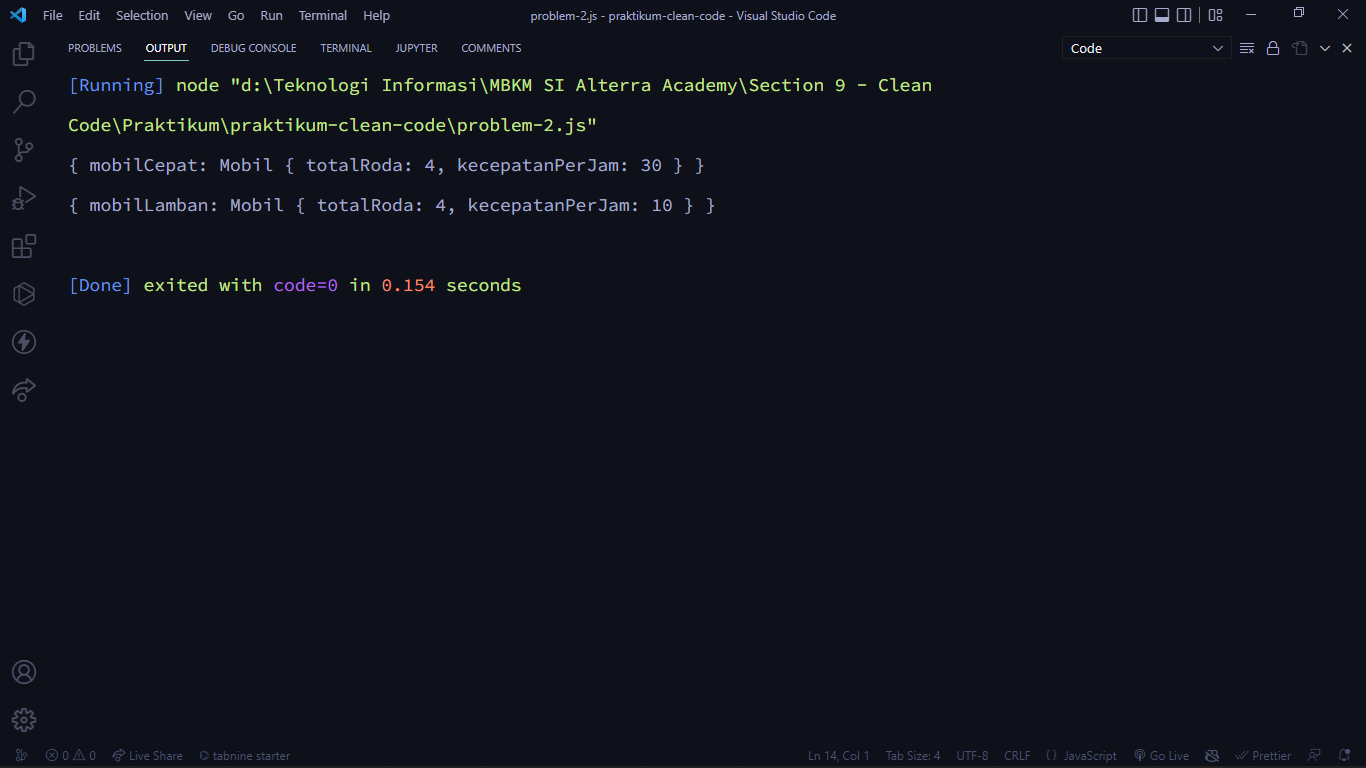 File Edit Selection View Go Run Terminal Help problem-2.js - praktikum-clean-code - Visual Studio Code
PROBLEMS OUTPUT DEBUG CONSOLE TERMINAL JUPYTER COMMENTS Code
[Running] node "d:\Teknologi Informasi\MBKM SI Alterra Academy\Section 9 - Clean
Code\Praktikum\praktikum-clean-code\problem-2.js"
{ mobilCepat: Mobil { totalRoda: 4, kecepatanPerJam: 30 } }
{ mobilLamban: Mobil { totalRoda: 4, kecepatanPerJam: 10 } }
[Done] exited with code=0 in 0.154 seconds
0 0 Live Share tabnine starter Ln 14, Col 1 Tab Size: 4 UTF-8 CRLF { } JavaScript Go Live Prettier